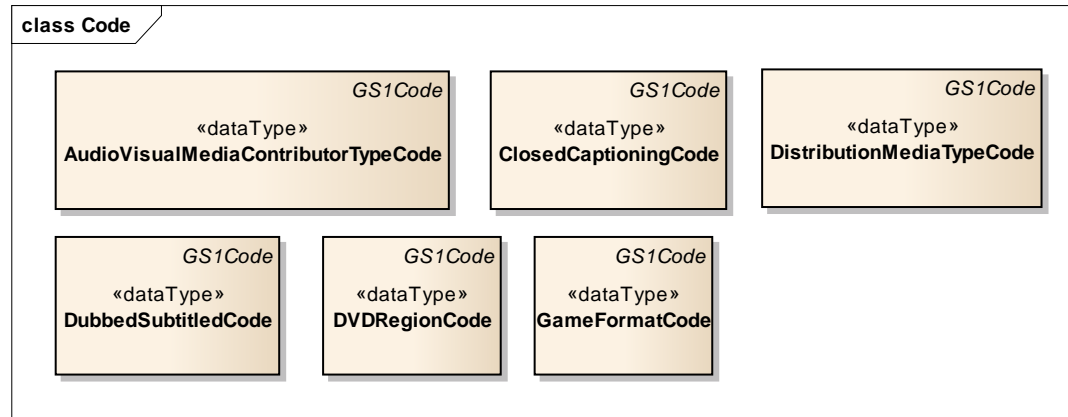 class Code
GS1Code
«dataType»
AudioVisualMediaContributorTypeCode
GS1Code
«dataType»
ClosedCaptioningCode
GS1Code
«dataType»
DistributionMediaTypeCode
GS1Code
«dataType»
DubbedSubtitledCode
GS1Code
«dataType»
DVDRegionCode
GS1Code
«dataType»
GameFormatCode